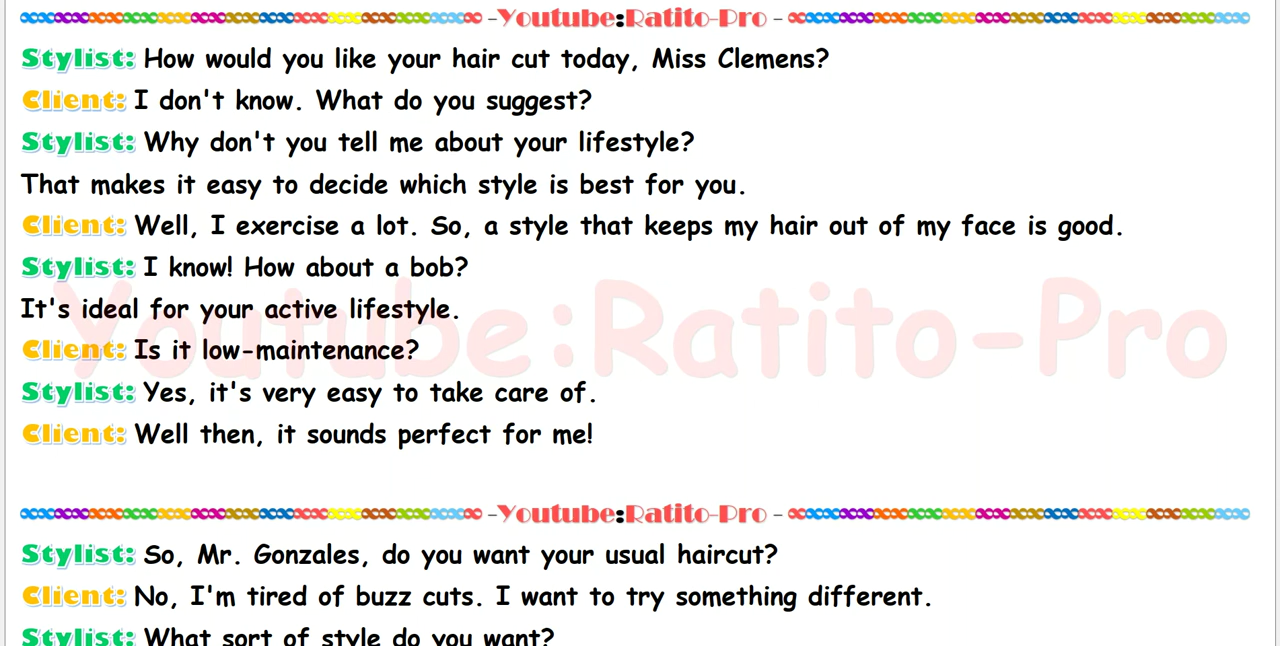 -Youtube:Ratito-Pro -
Stylist: How would you like your hair cut today, Miss Clemens?
Client: I don't know. What do you suggest?
Stylist: Why don't you tell me about your lifestyle?
That makes it easy to decide which style is best for you.
Client: Well, I exercise a lot. So, a style that keeps my hair out of my face is good.
Stylist: I know! How about a bob?
It's ideal for your active lifestyle.
Youtube:Ratito-Pro
Client: Is it low-maintenance?
Stylist: Yes, it's very easy to take care of.
Client: Well then, it sounds perfect for me!
-Youtube:Ratito-Pro -
Stylist: So, Mr. Gonzales, do you want your usual haircut?
Client: No, I'm tired of buzz cuts. I want to try something different.
Stylist: What sort of style do you want?